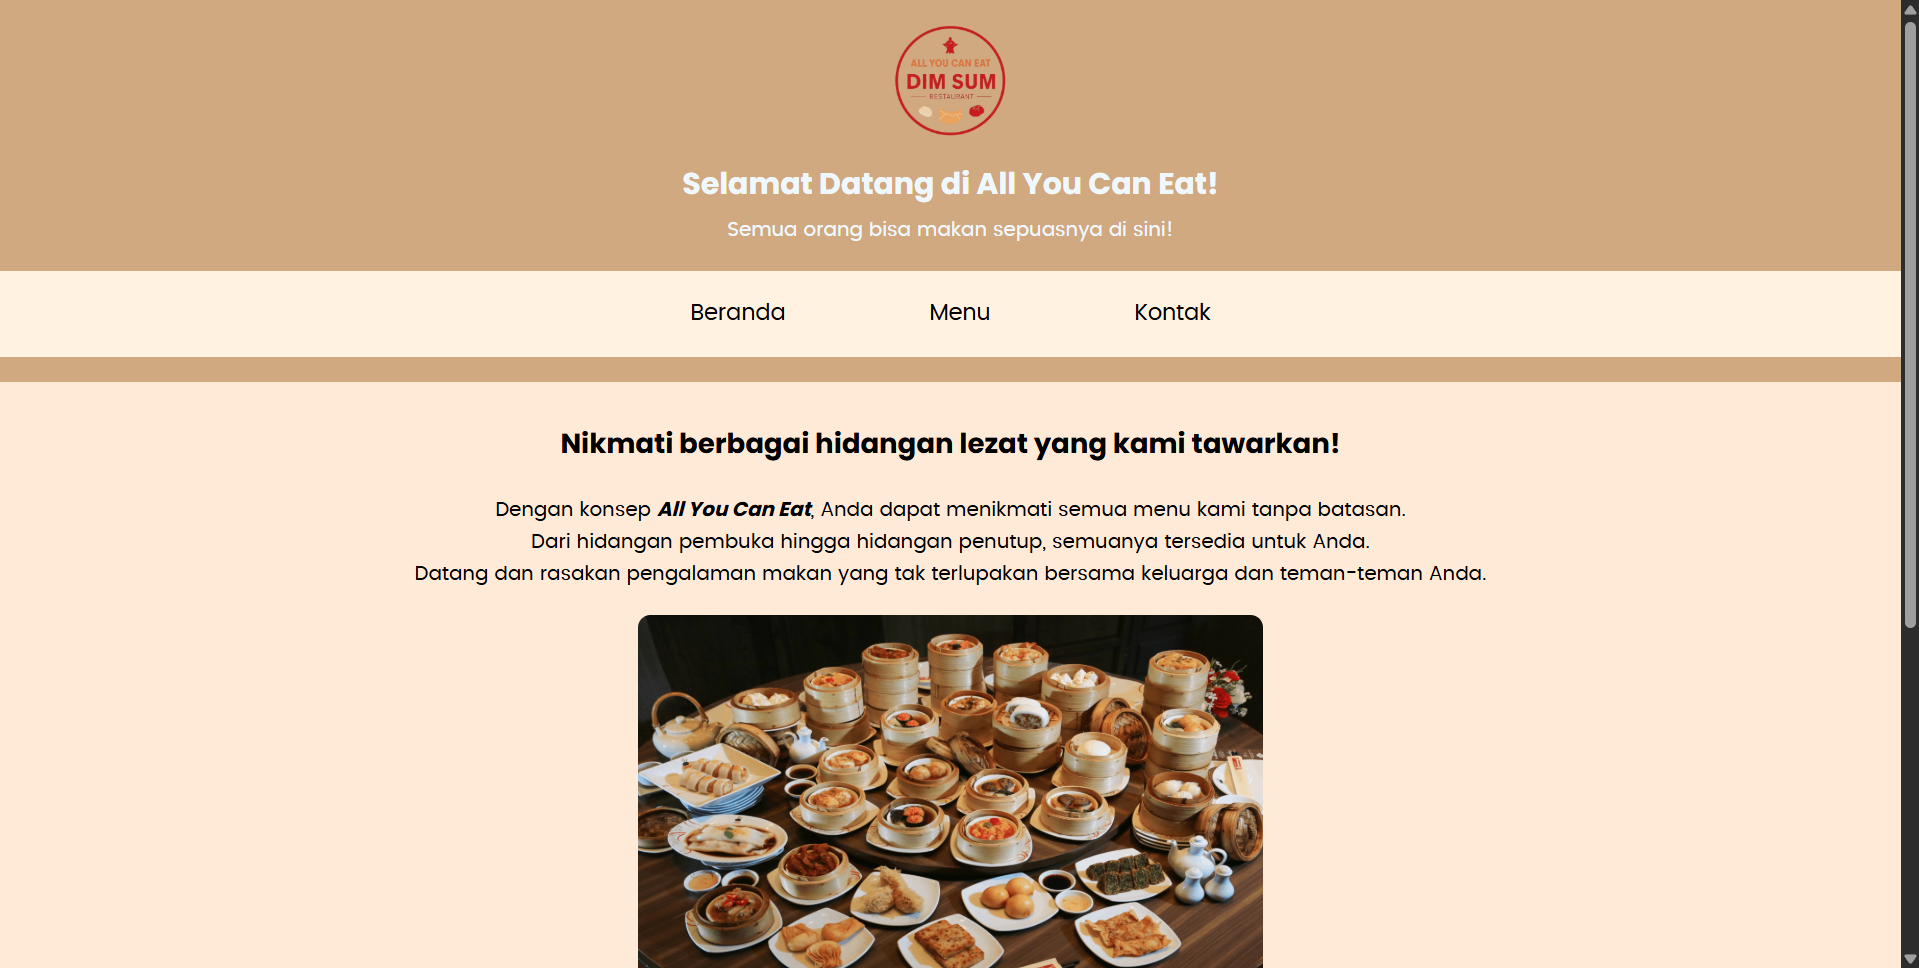 ALL YOU CAN EAT
DIM SUM
RESTAURANT
Selamat Datang di All You Can Eat!
Semua orang bisa makan sepuasnya di sini!
Beranda Menu Kontak
Nikmati berbagai hidangan lezat yang kami tawarkan!
Dengan konsep All You Can Eat, Anda dapat menikmati semua menu kami tanpa batasan.
Dari hidangan pembuka hingga hidangan penutup, semuanya tersedia untuk Anda.
Datang dan rasakan pengalaman makan yang tak terlupakan bersama keluarga dan teman-teman Anda.